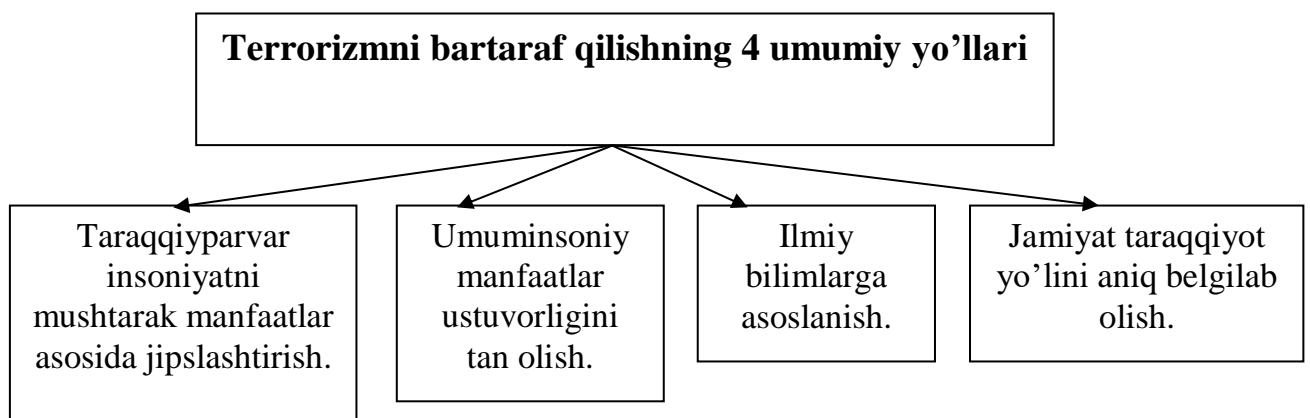 Terrorizmni bartaraf qilishning 4 umumiy yo’llari
Taraqqiyparvar
insoniyatni
mushtarak manfaatlar
asosida jipslashtirish.
Umuminsoniy
manfaatlar
ustuvorligini
tan olish.
Ilmiy
bilimlarga
asoslanish.
Jamiyat taraqqiyot
yo’lini aniq belgilab
olish.